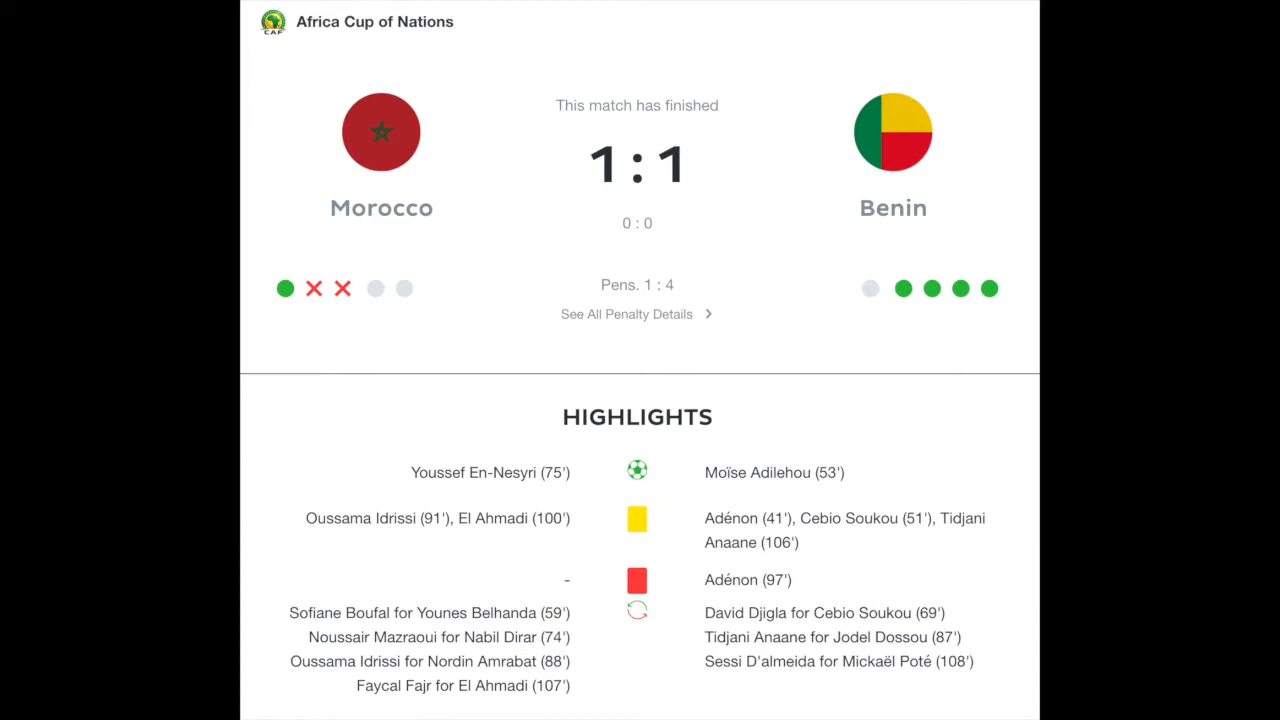 CAF
Africa Cup of Nations
This match has finished
1 : 1
Morocco
Benin
0 : 0
Pens. 1 : 4
See All Penalty Details
HIGHLIGHTS
Youssef En-Nesyri (75')
Moïse Adilehou (53')
Oussama Idrissi (91'), El Ahmadi (100')
Adénon (41'), Cebio Soukou (51'), Tidjani
Anaane (106')
-
Adénon (97')
Sofiane Boufal for Younes Belhanda (59')
David Djigla for Cebio Soukou (69')
Noussair Mazraoui for Nabil Dirar (74')
Tidjani Anaane for Jodel Dossou (87')
Oussama Idrissi for Nordin Amrabat (88')
Sessi D'almeida for Mickaël Poté (108')
Faycal Fajr for El Ahmadi (107')